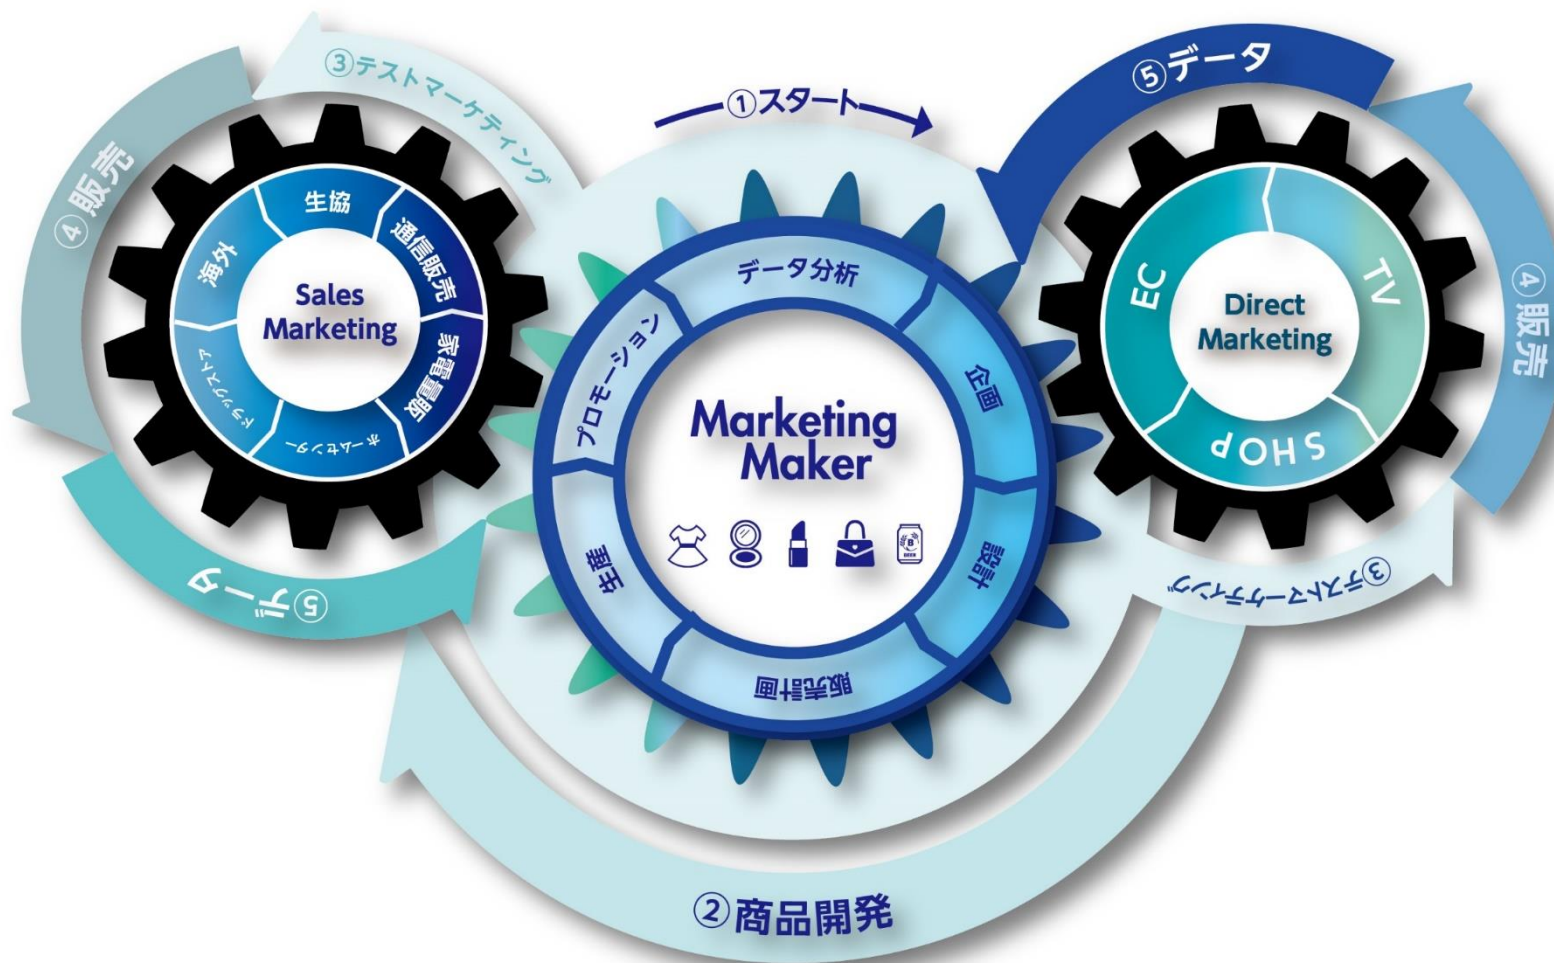 ①スタート
②商品開発
③テストマーケティング
④販売
⑤データ
Sales
Marketing
生協
通信販売
家電量販
ホームセンター
ドラッグストア
海外
Marketing
Maker
データ分析
企画
設計
販売計画
生産
プロモーション
B
BEER
⑤データ
④販売
③テストマーケティング
Direct
Marketing
TV
SHOP
EC